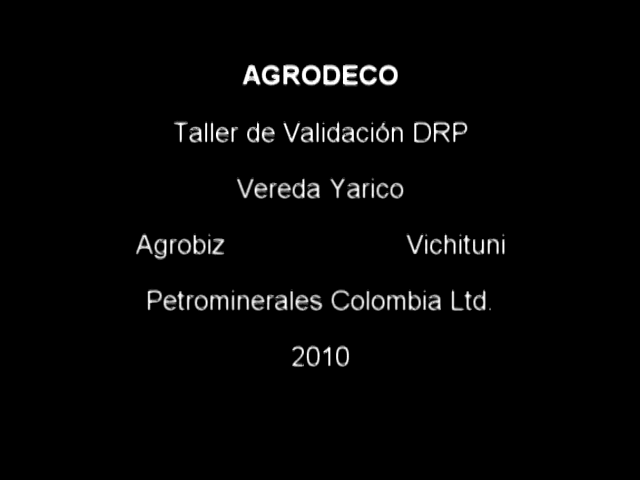 AGRODECO
Taller de Validación DRP
Vereda Yarico
Agrobiz Vichituni
Petrominerales Colombia Ltd.
2010